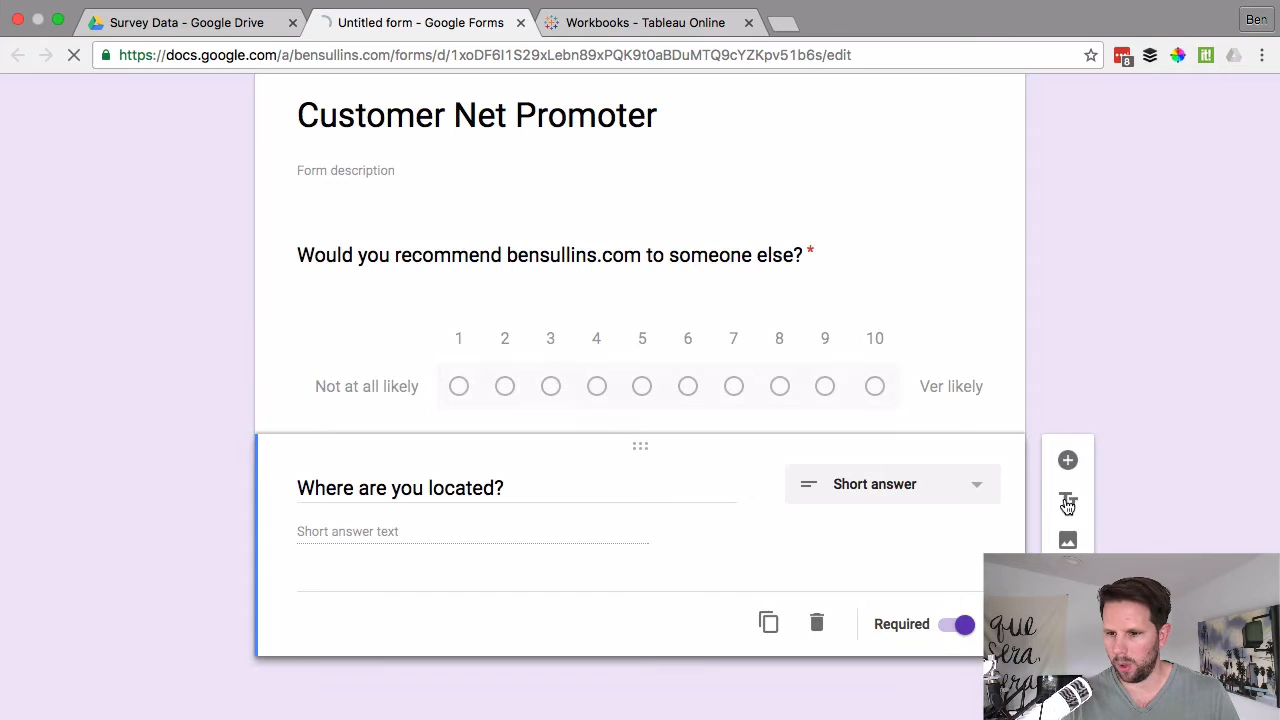 Survey Data - Google Drive
Untitled form - Google Forms
Workbooks - Tableau Online
Ben
https://docs.google.com/a/bensullins.com/forms/d/1xoDF6I1S29xLebn89xPQK9t0aBDuMTQ9cYZKpv51b6s/edit
8
it!
Customer Net Promoter
Form description
Would you recommend bensullins.com to someone else? *
1 2 3 4 5 6 7 8 9 10
Not at all likely
Ver likely
Where are you located?
Short answer
Short answer text
Required
que
sera,
sera